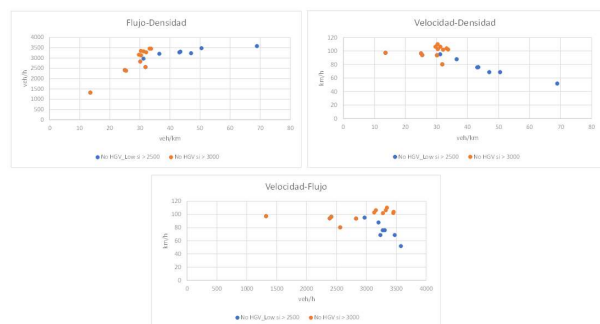 Flujo-Densidad
4000
3500
3000
2500
2000
1500
1000
500
0
veh/h
0 10 20 30 40 50 60 70 80
veh/km
No HGV_Low si > 2500 No HGV si > 3000
Velocidad-Densidad
120
100
80
60
40
20
0
km/h
0 10 20 30 40 50 60 70 80
veh/km
No HGV_Low si > 2500 No HGV si > 3000
Velocidad-Flujo
120
100
80
60
40
20
0
km/h
0 500 1000 1500 2000 2500 3000 3500 4000
veh/h
No HGV_Low si > 2500 No HGV si > 3000